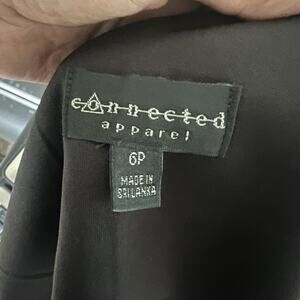 connected
apparel
6P
MADE IN
SRI LANKA